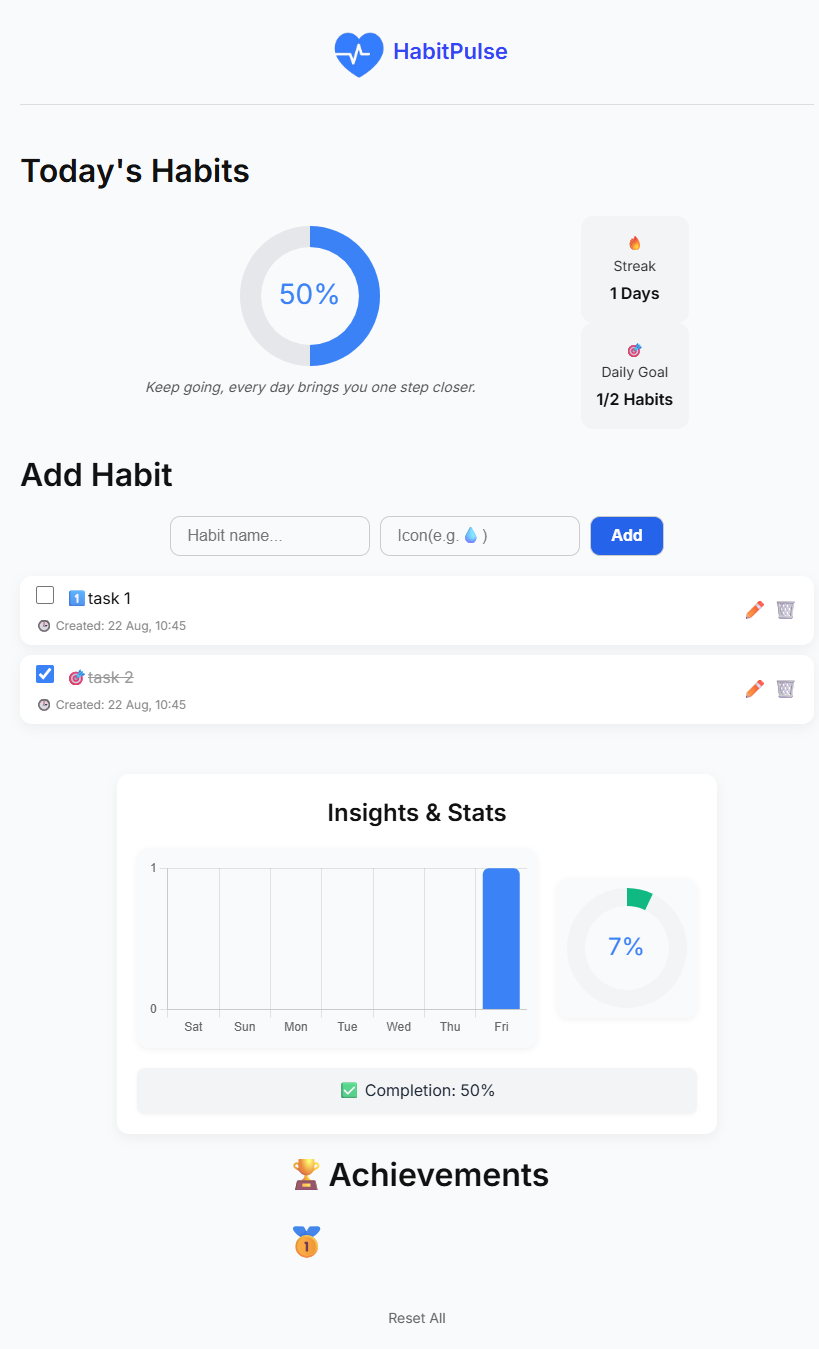 HabitPulse
Today's Habits
50%
Keep going, every day brings you one step closer.
🔥
Streak
1 Days
🎯
Daily Goal
1/2 Habits
Add Habit
Habit name...
Icon(e.g.💧)
Add
1️⃣ task 1
🕒 Created: 22 Aug, 10:45
🎯 task 2
🕒 Created: 22 Aug, 10:45
Insights & Stats
1
0
Sat Sun Mon Tue Wed Thu Fri
7%
✅ Completion: 50%
🏆 Achievements
🥇
Reset All